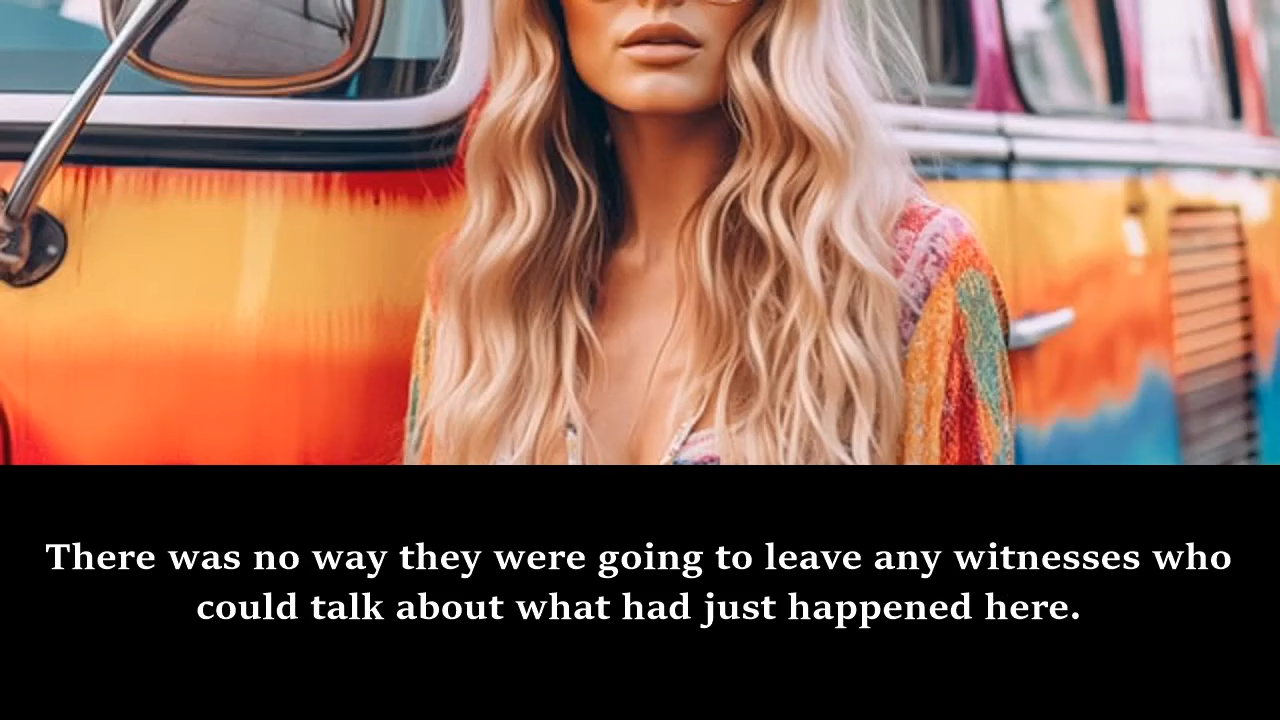 There was no way they were going to leave any witnesses who
could talk about what had just happened here.